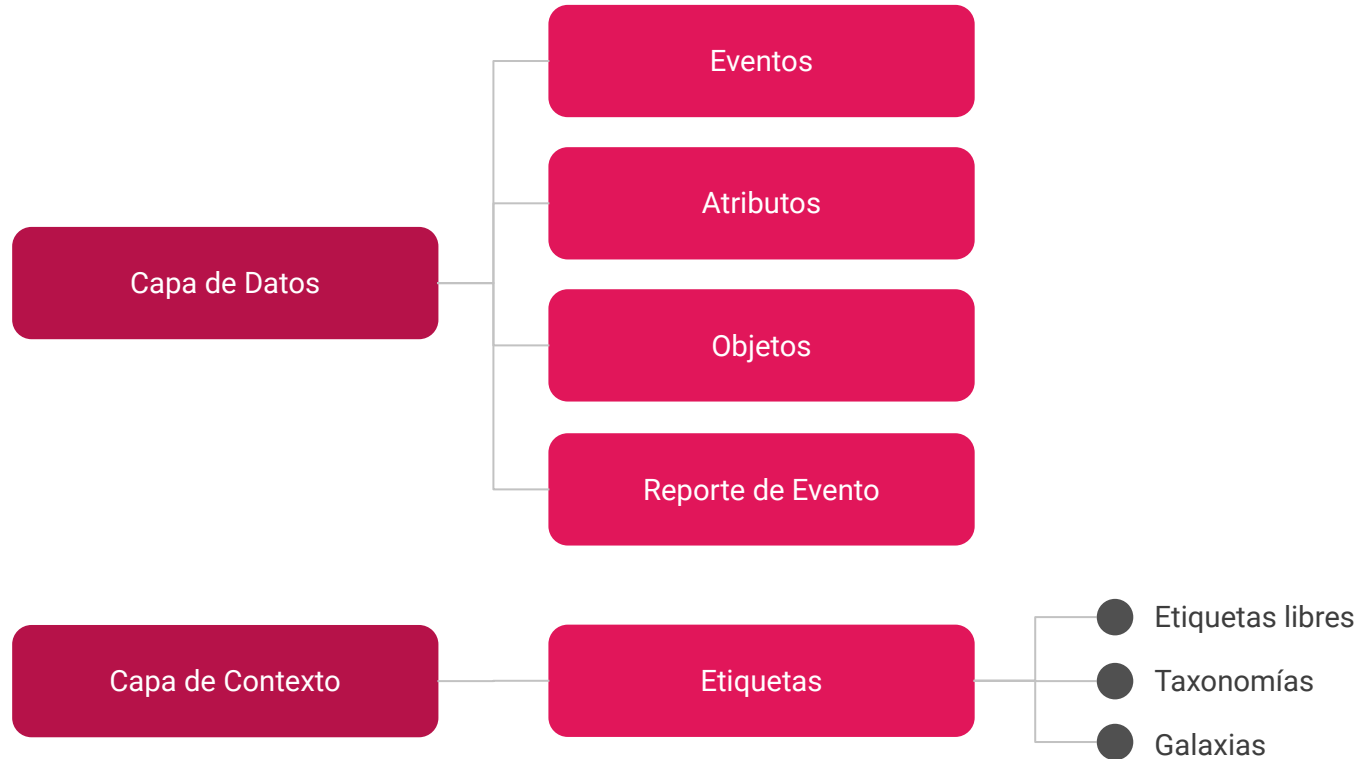 Eventos
Atributos
Capa de Datos
Objetos
Reporte de Evento
Capa de Contexto
Etiquetas
Etiquetas libres
Taxonomías
Galaxias